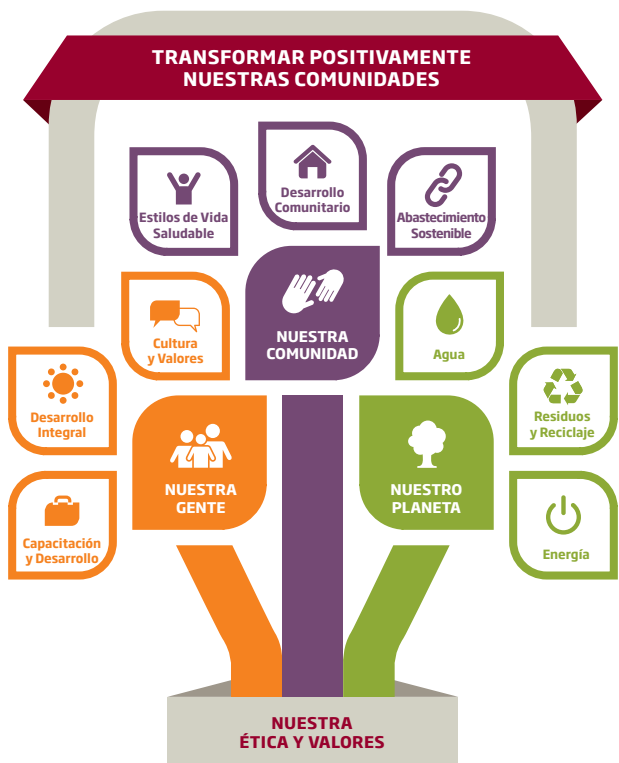 TRANSFORMAR POSITIVAMENTE
NUESTRAS COMUNIDADES
Estilos de Vida
Saludable
Desarrollo
Comunitario
Abastecimiento
Sostenible
Cultura
y Valores
NUESTRA
COMUNIDAD
Agua
Desarrollo
Integral
NUESTRA
GENTE
NUESTRO
PLANETA
Residuos
y Reciclaje
Capacitación
y Desarrollo
Energía
NUESTRA
ÉTICA Y VALORES